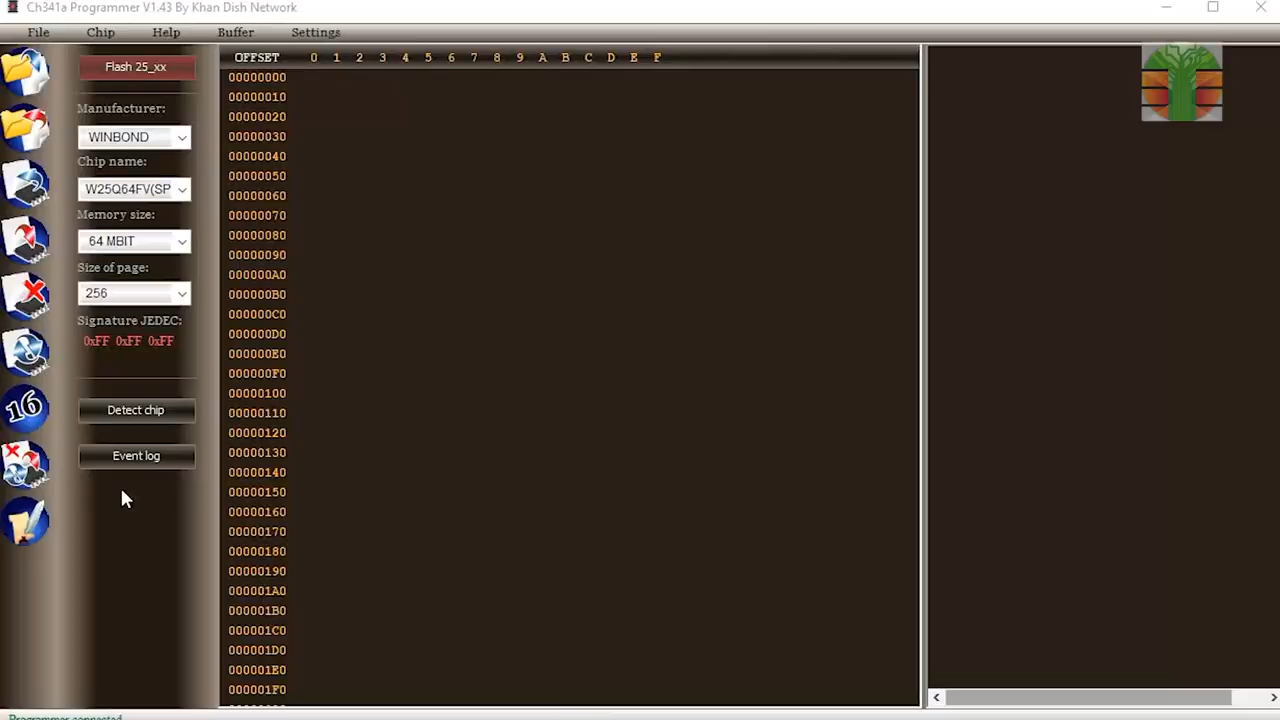 Ch341a Programmer V1.43 By Khan Dish Network
File Chip Help Buffer Settings
Flash 25_xx
Manufacturer:
WINBOND
Chip name:
W25Q64FV(SP
Memory size:
64 MBIT
Size of page:
256
Signature JEDEC:
0xFF 0xFF 0xFF
Detect chip
Event log
16
OFFSET 0 1 2 3 4 5 6 7 8 9 A B C D E F
00000000
00000010
00000020
00000030
00000040
00000050
00000060
00000070
00000080
00000090
000000A0
000000B0
000000C0
000000D0
000000E0
000000F0
00000100
00000110
00000120
00000130
00000140
00000150
00000160
00000170
00000180
00000190
000001A0
000001B0
000001C0
000001D0
000001E0
000001F0
Programmer connected